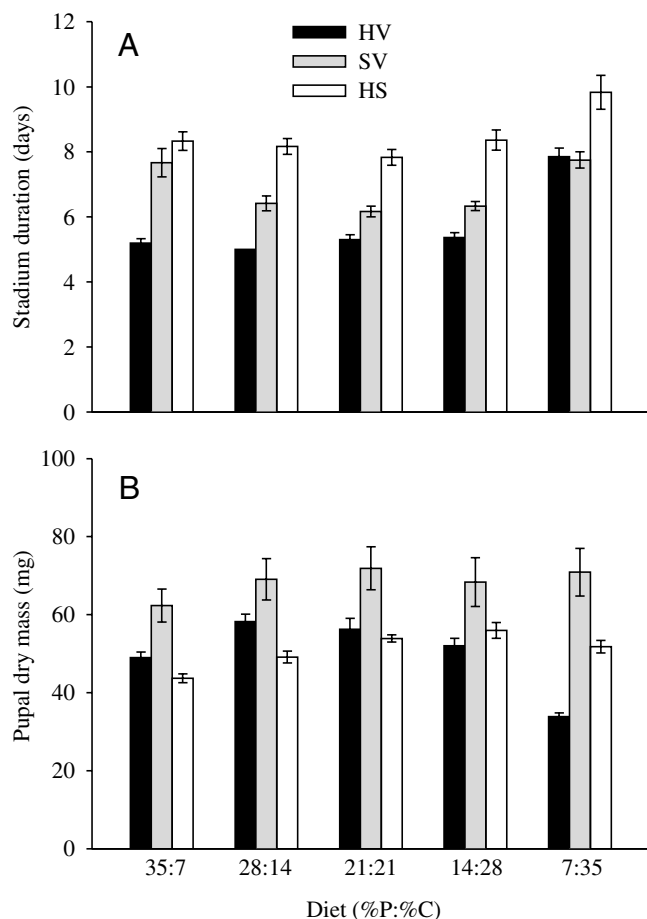 A
HV
SV
HS
Stadium duration (days)
12
10
8
6
4
2
0
B
Pupal dry mass (mg)
100
80
60
40
20
0
35:7 28:14 21:21 14:28 7:35
Diet (%P:%C)